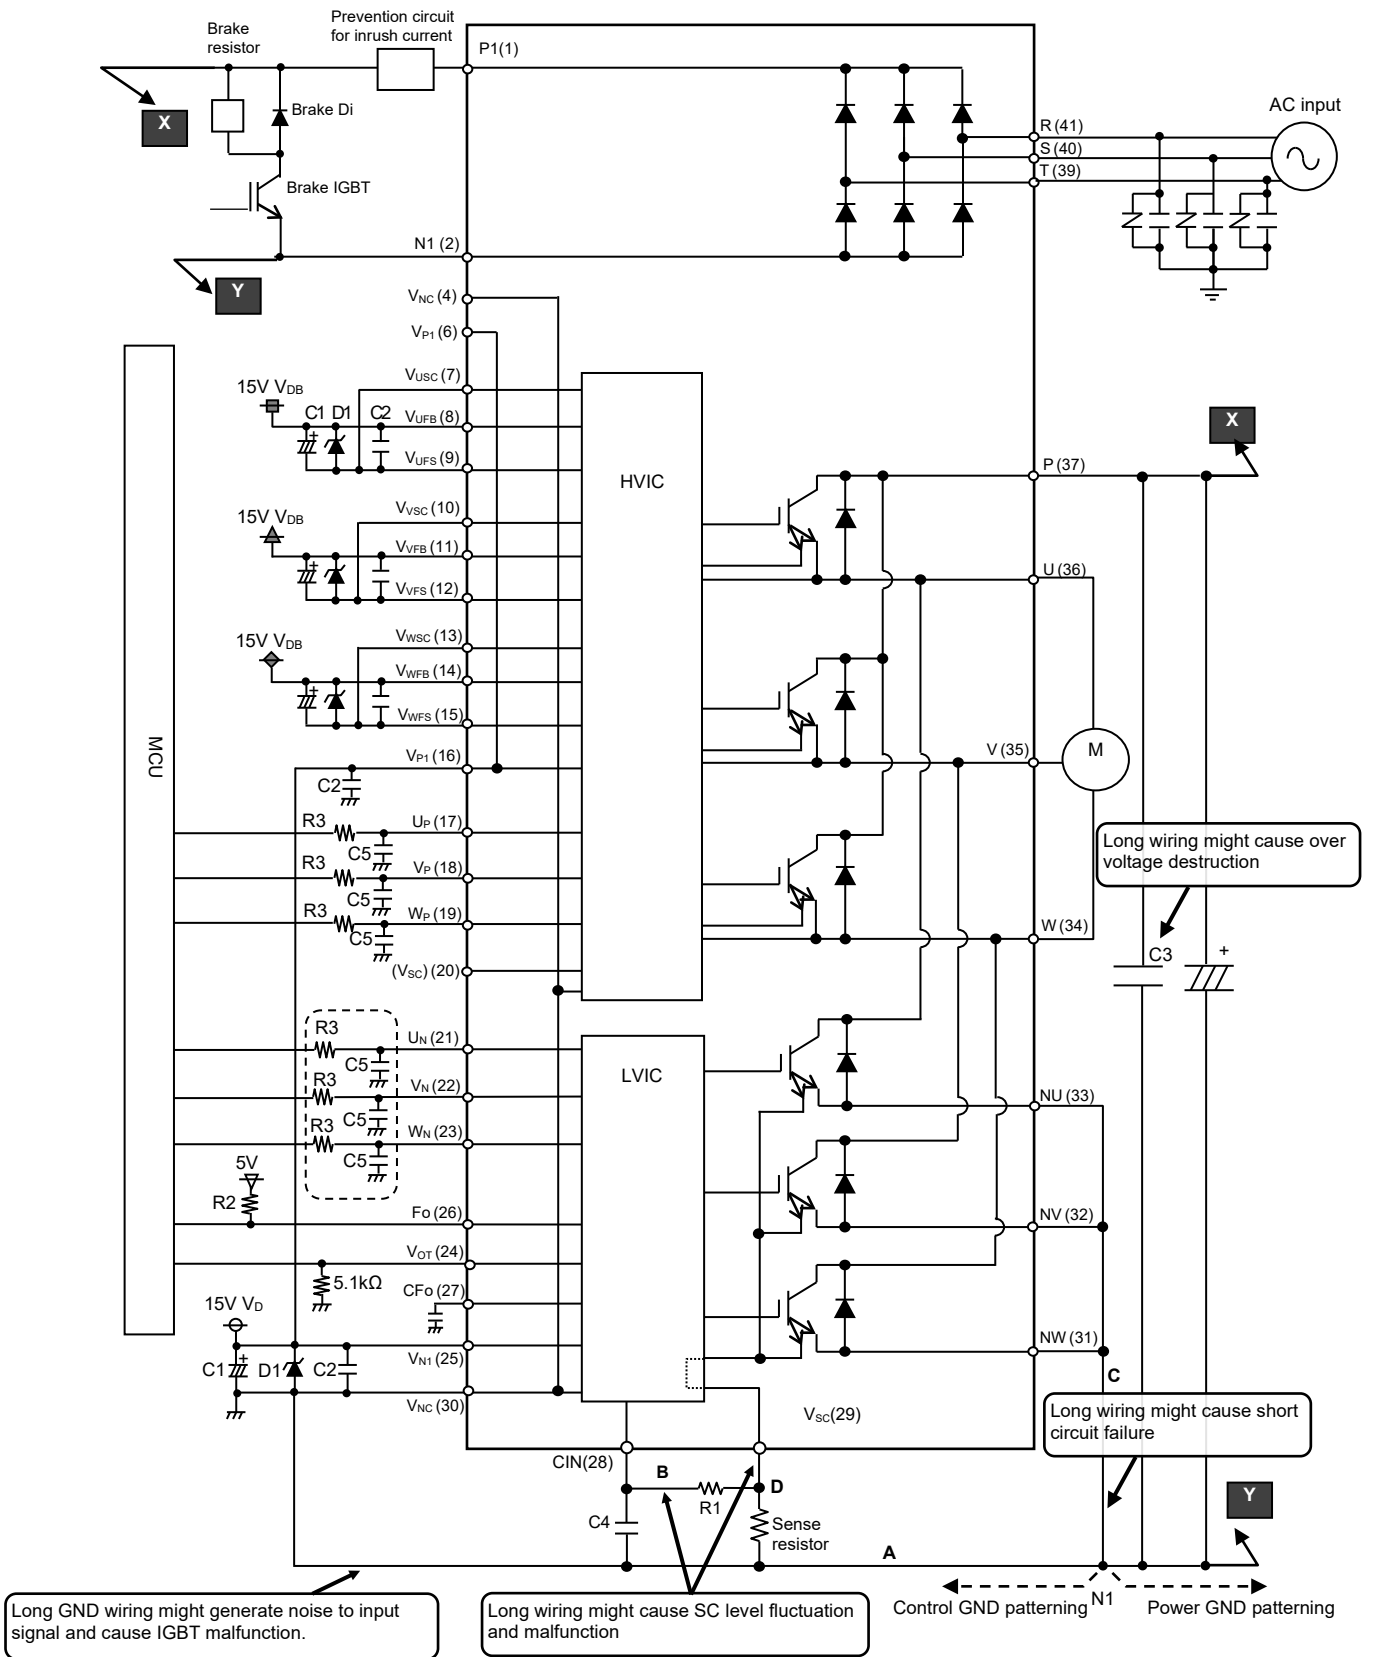 Brake
resistor
Prevention circuit
for inrush current
P1(1)
X
Brake Di
Brake IGBT
AC input
R (41)
S (40)
T (39)
N1 (2)
Y
VNC (4)
VP1 (6)
MCU
HVIC
15V VDB
C1 D1 C2
VUSC (7)
VUFB (8)
VUFS (9)
15V VDB
VVSC (10)
VVFB (11)
VVFS (12)
15V VDB
VWSC (13)
VWFB (14)
VWFS (15)
VP1 (16)
C2
R3
C5
UP (17)
R3
C5
VP (18)
R3
C5
WP (19)
(VSC) (20)
X
P (37)
U (36)
V (35)
M
W (34)
Long wiring might cause over
voltage destruction
C3
+
LVIC
R3
C5
UN (21)
R3
C5
VN (22)
R3
C5
WN (23)
5V
R2
Fo (26)
VOT (24)
5.1kΩ
CFo (27)
15V VD
C1
+
D1
C2
VN1 (25)
VNC (30)
NU (33)
NV (32)
NW (31)
C
Long wiring might cause short
circuit failure
VSC(29)
CIN(28)
B
R1
D
C4
Sense
resistor
A
Y
N1
Control GND patterning
Power GND patterning
Long GND wiring might generate noise to input
signal and cause IGBT malfunction.
Long wiring might cause SC level fluctuation
and malfunction